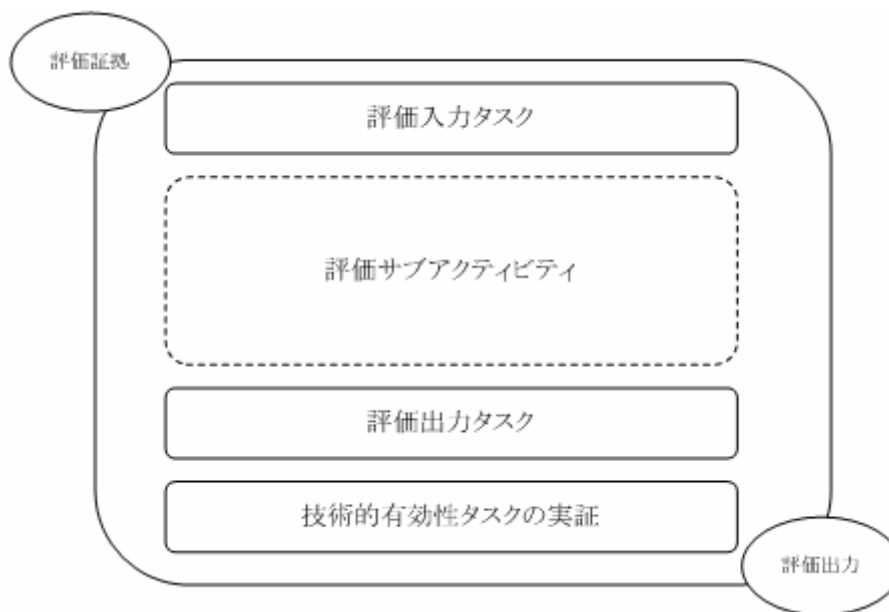 評価証拠
評価入力タスク
評価サブアクティビティ
評価出力タスク
技術的有効性タスクの実証
評価出力